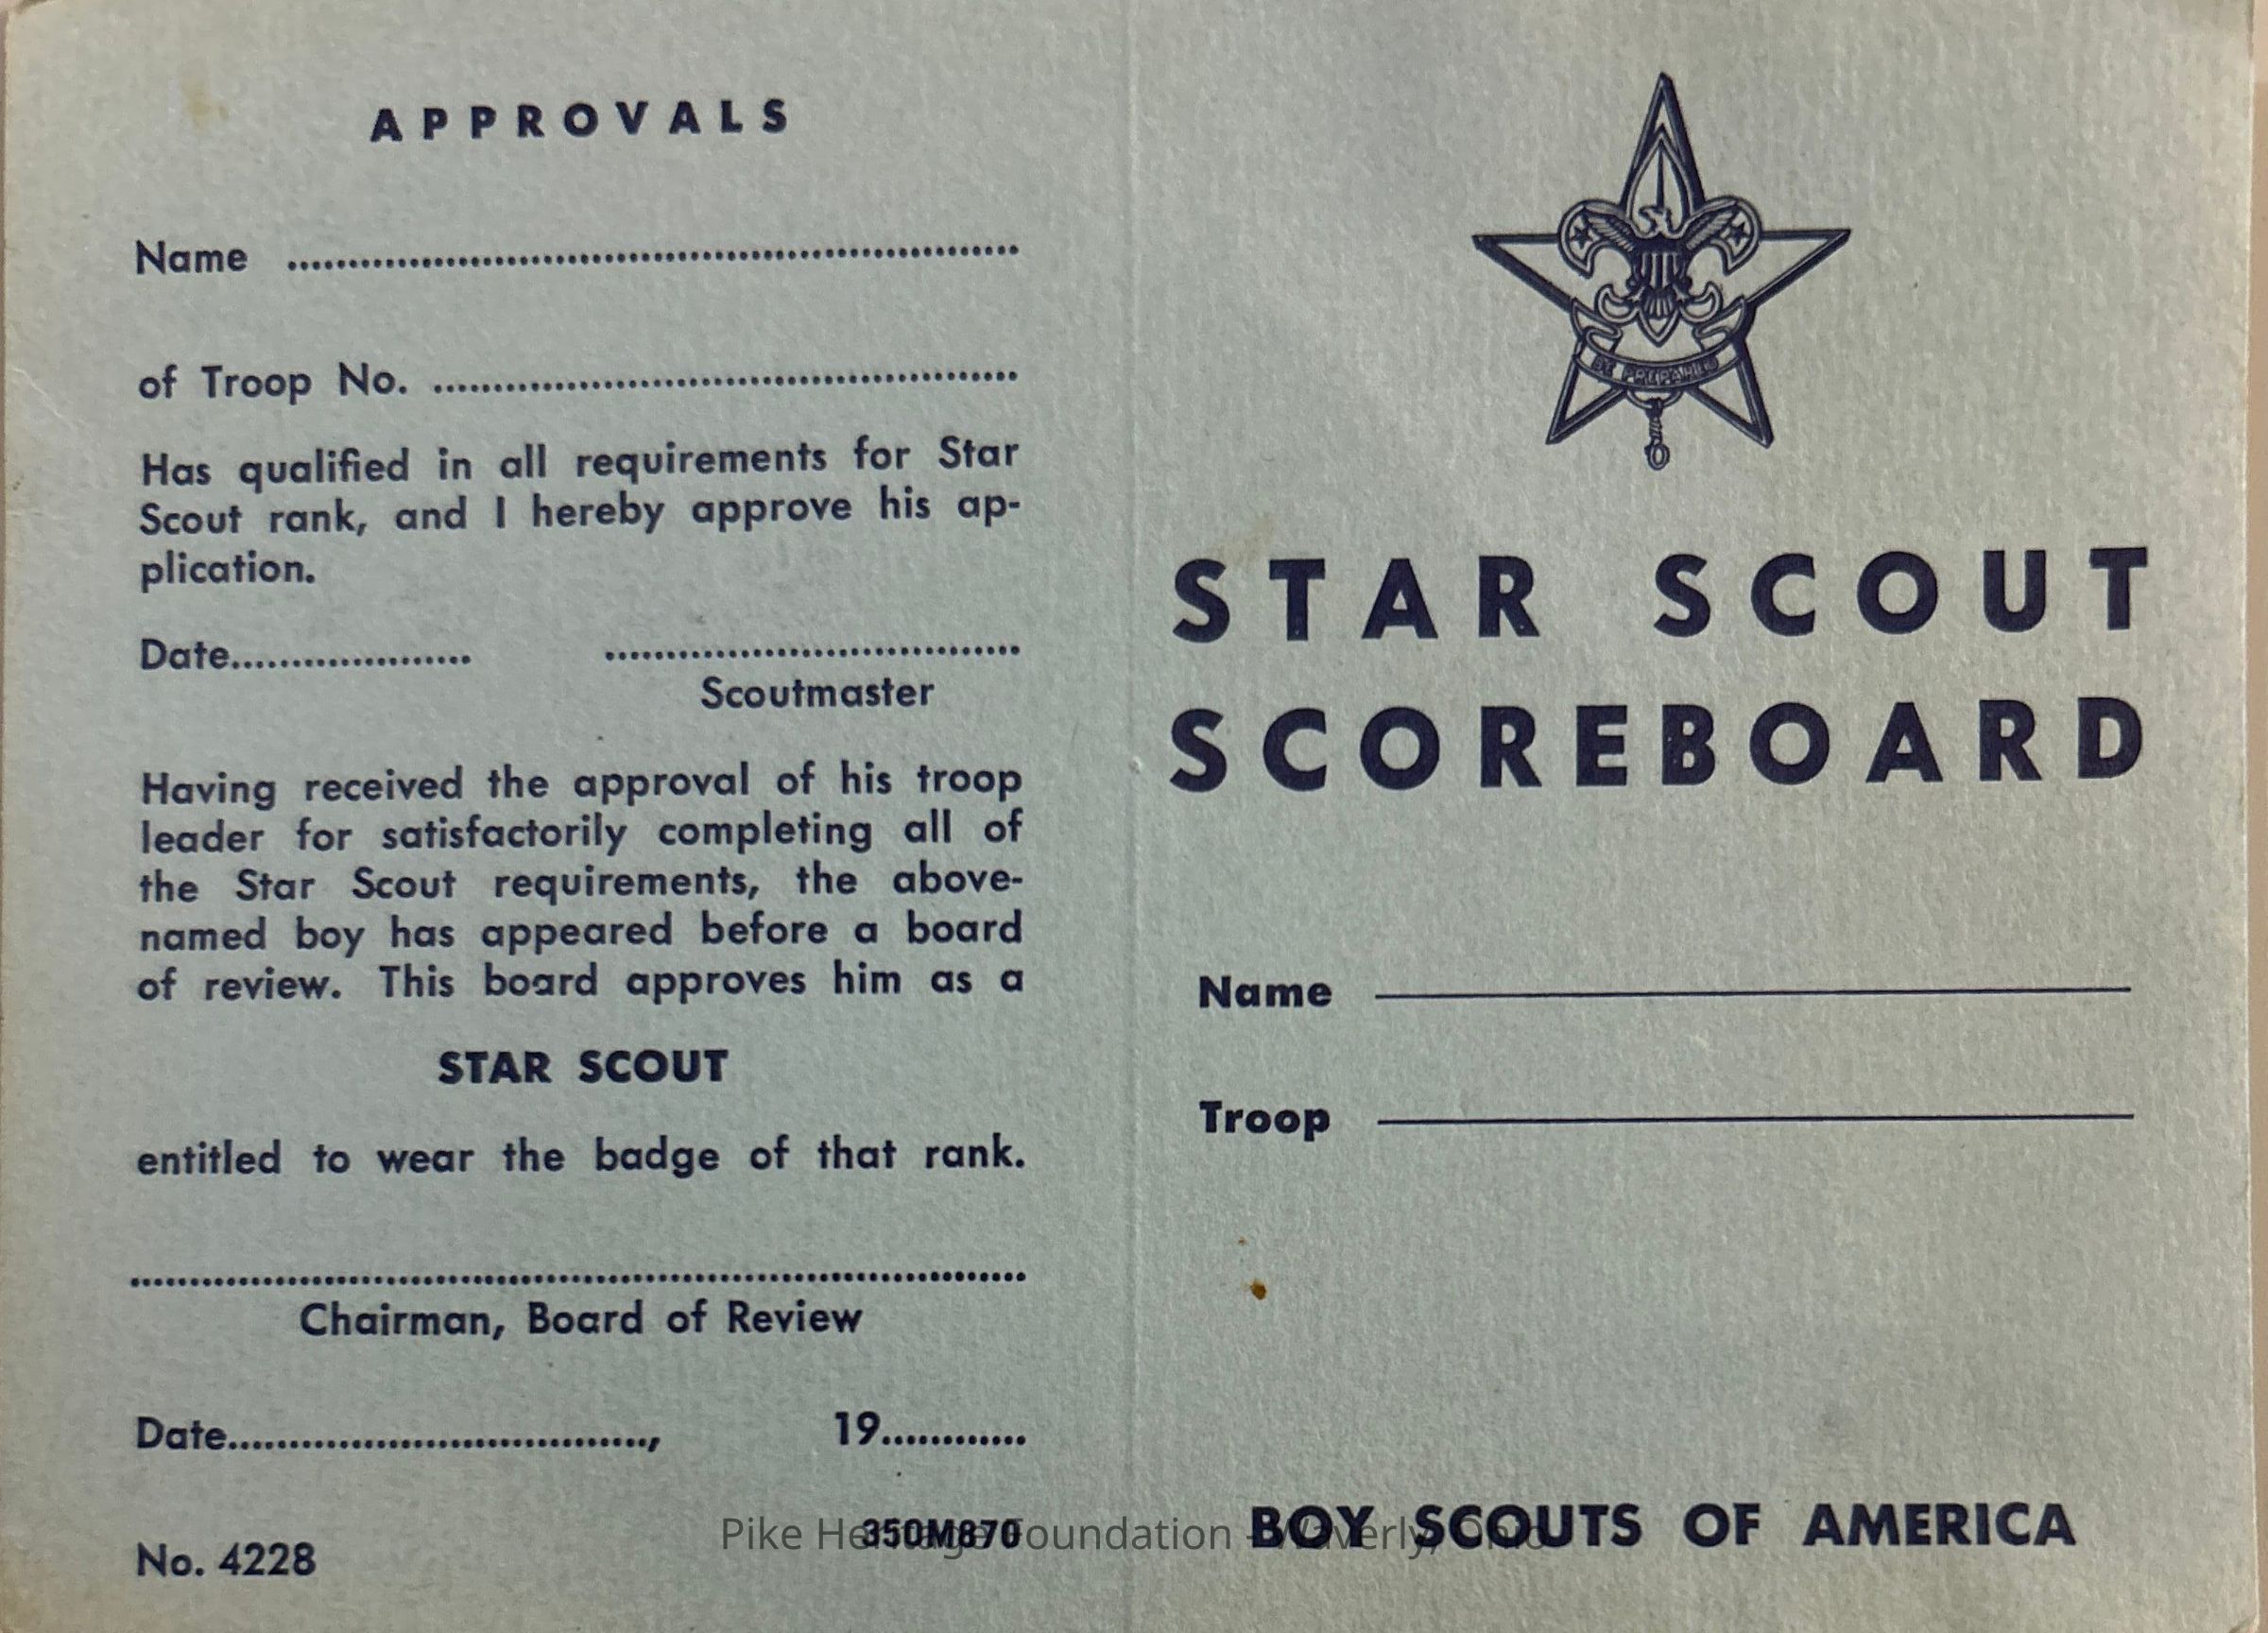 APPROVALS
Name ............................................................
of Troop No. ................................................
Has qualified in all requirements for Star
Scout rank, and I hereby approve his ap-
plication.
Date.................... ..................................
Scoutmaster
Having received the approval of his troop
leader for satisfactorily completing all of
the Star Scout requirements, the above-
named boy has appeared before a board
of review. This board approves him as a
STAR SCOUT
entitled to wear the badge of that rank.
..........................................................................
Chairman, Board of Review
Date..................................., 19............
No. 4228 350M870
BE PREPARED
STAR SCOUT
SCOREBOARD
Name
Troop
BOY SCOUTS OF AMERICA
Pike Heritage Foundation - Waverly, Ohio